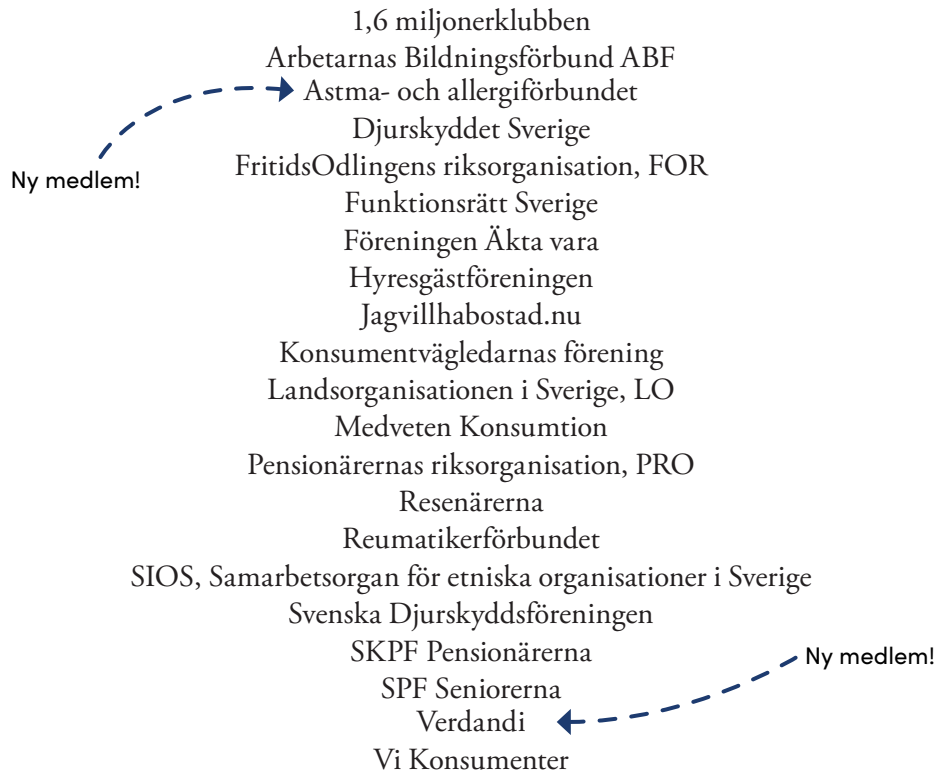 1,6 miljonerklubben
Arbetarnas Bildningsförbund ABF
Astma- och allergiförbundet
Djurskyddet Sverige
FritidsOdlingens riksorganisation, FOR
Ny medlem!
Funktionsrätt Sverige
Föreningen Äkta vara
Hyresgästföreningen
Jagvillhabostad.nu
Konsumentvägledarnas förening
Landsorganisationen i Sverige, LO
Medveten Konsumtion
Pensionärernas riksorganisation, PRO
Resenärerna
Reumatikerförbundet
SIOS, Samarbetsorgan för etniska organisationer i Sverige
Svenska Djurskyddsföreningen
SKPF Pensionärerna
Ny medlem!
SPF Seniorerna
Verdandi
Vi Konsumenter